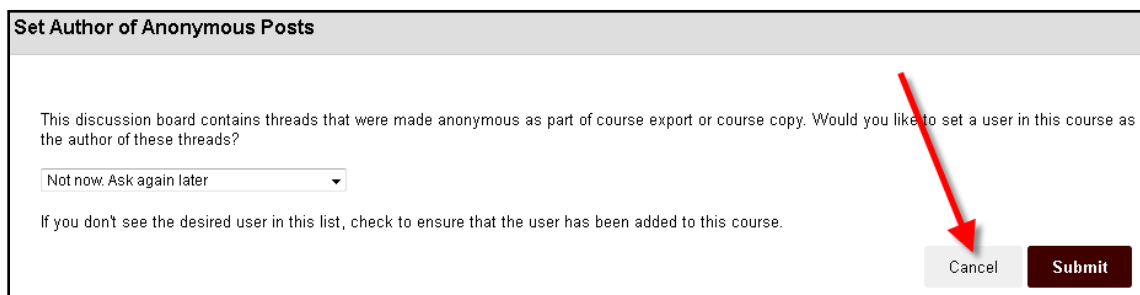 Set Author of Anonymous Posts
This discussion board contains threads that were made anonymous as part of course export or course copy. Would you like to set a user in this course as
the author of these threads?
Not now. Ask again later
If you don't see the desired user in this list, check to ensure that the user has been added to this course.
Cancel Submit